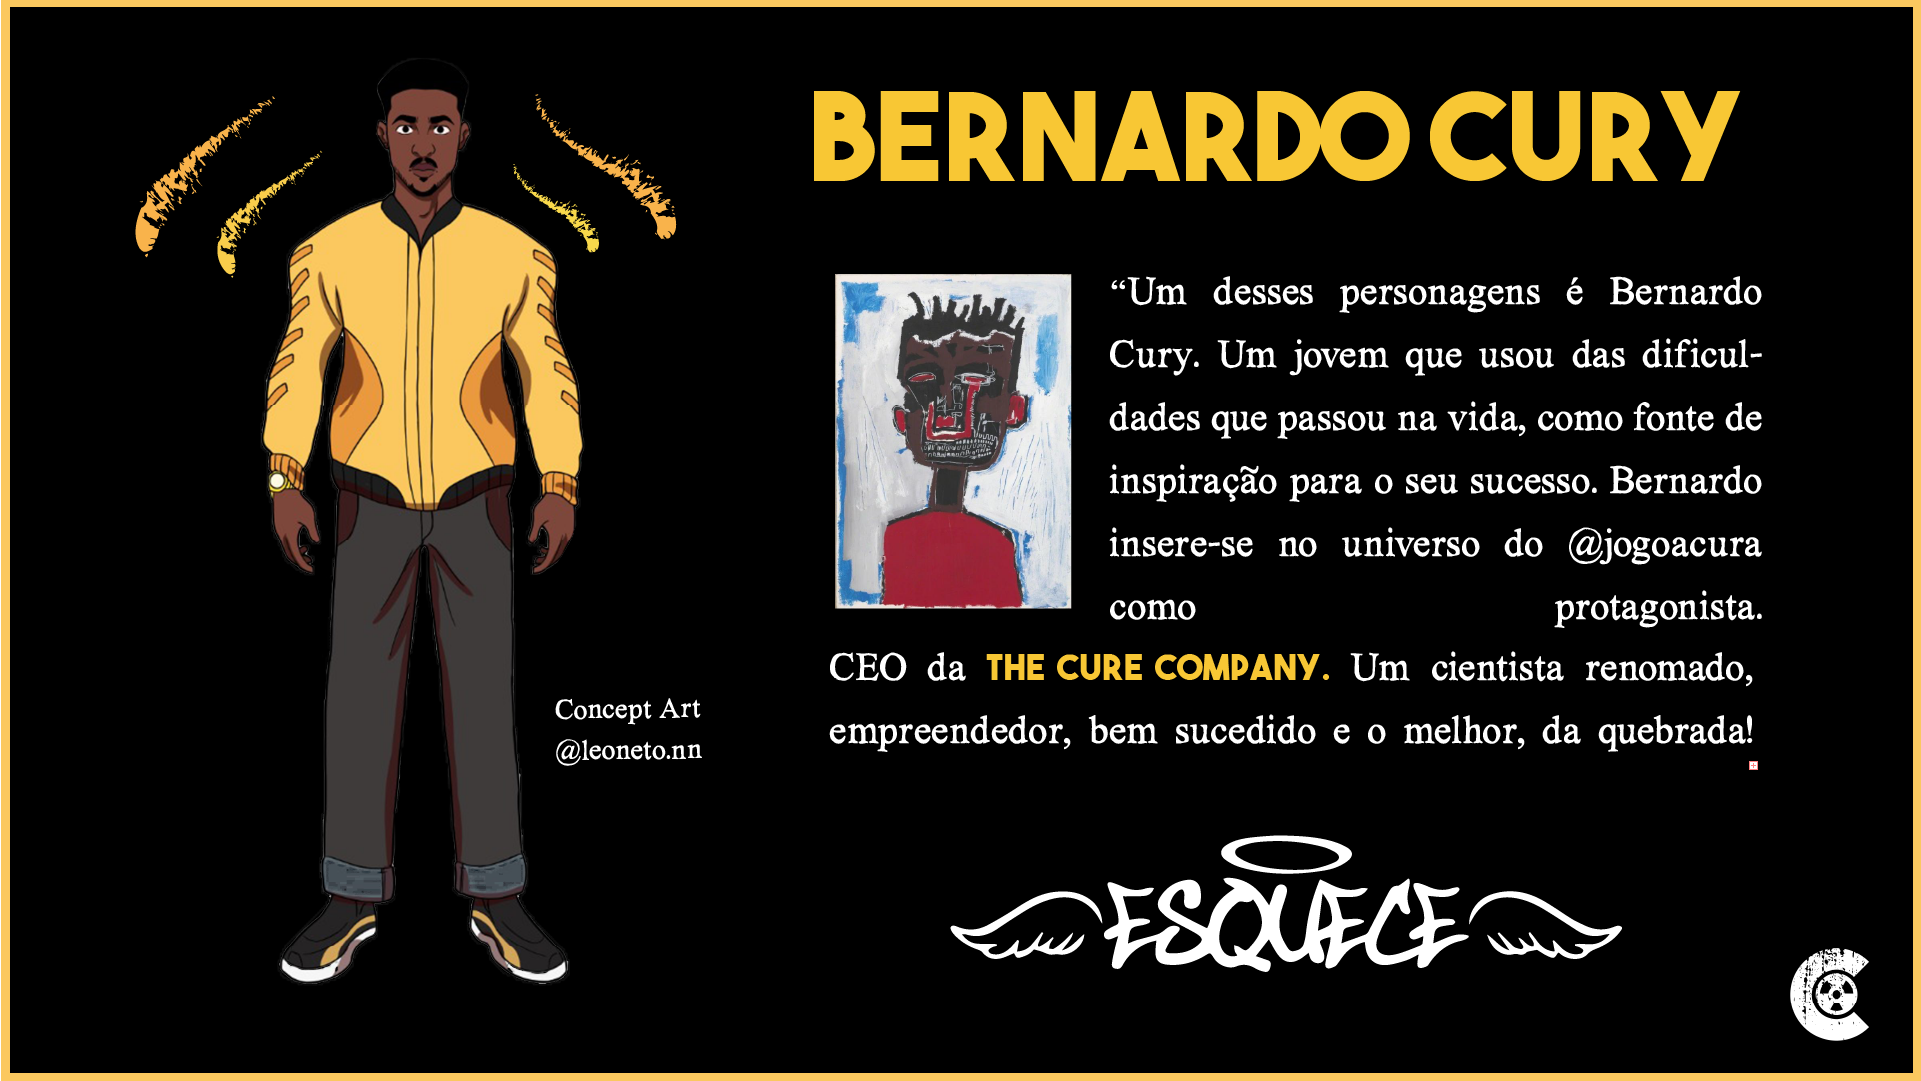 BERNARDO CURY
“Um desses personagens é Bernardo
Cury. Um jovem que usou das dificul-
dades que passou na vida, como fonte de
inspiração para o seu sucesso. Bernardo
insere-se no universo do @jogoacura
como protagonista.
CEO da THE CURE COMPANY. Um cientista renomado,
empreendedor, bem sucedido e o melhor, da quebrada!
Concept Art
@leoneto.nn
ESQUECE